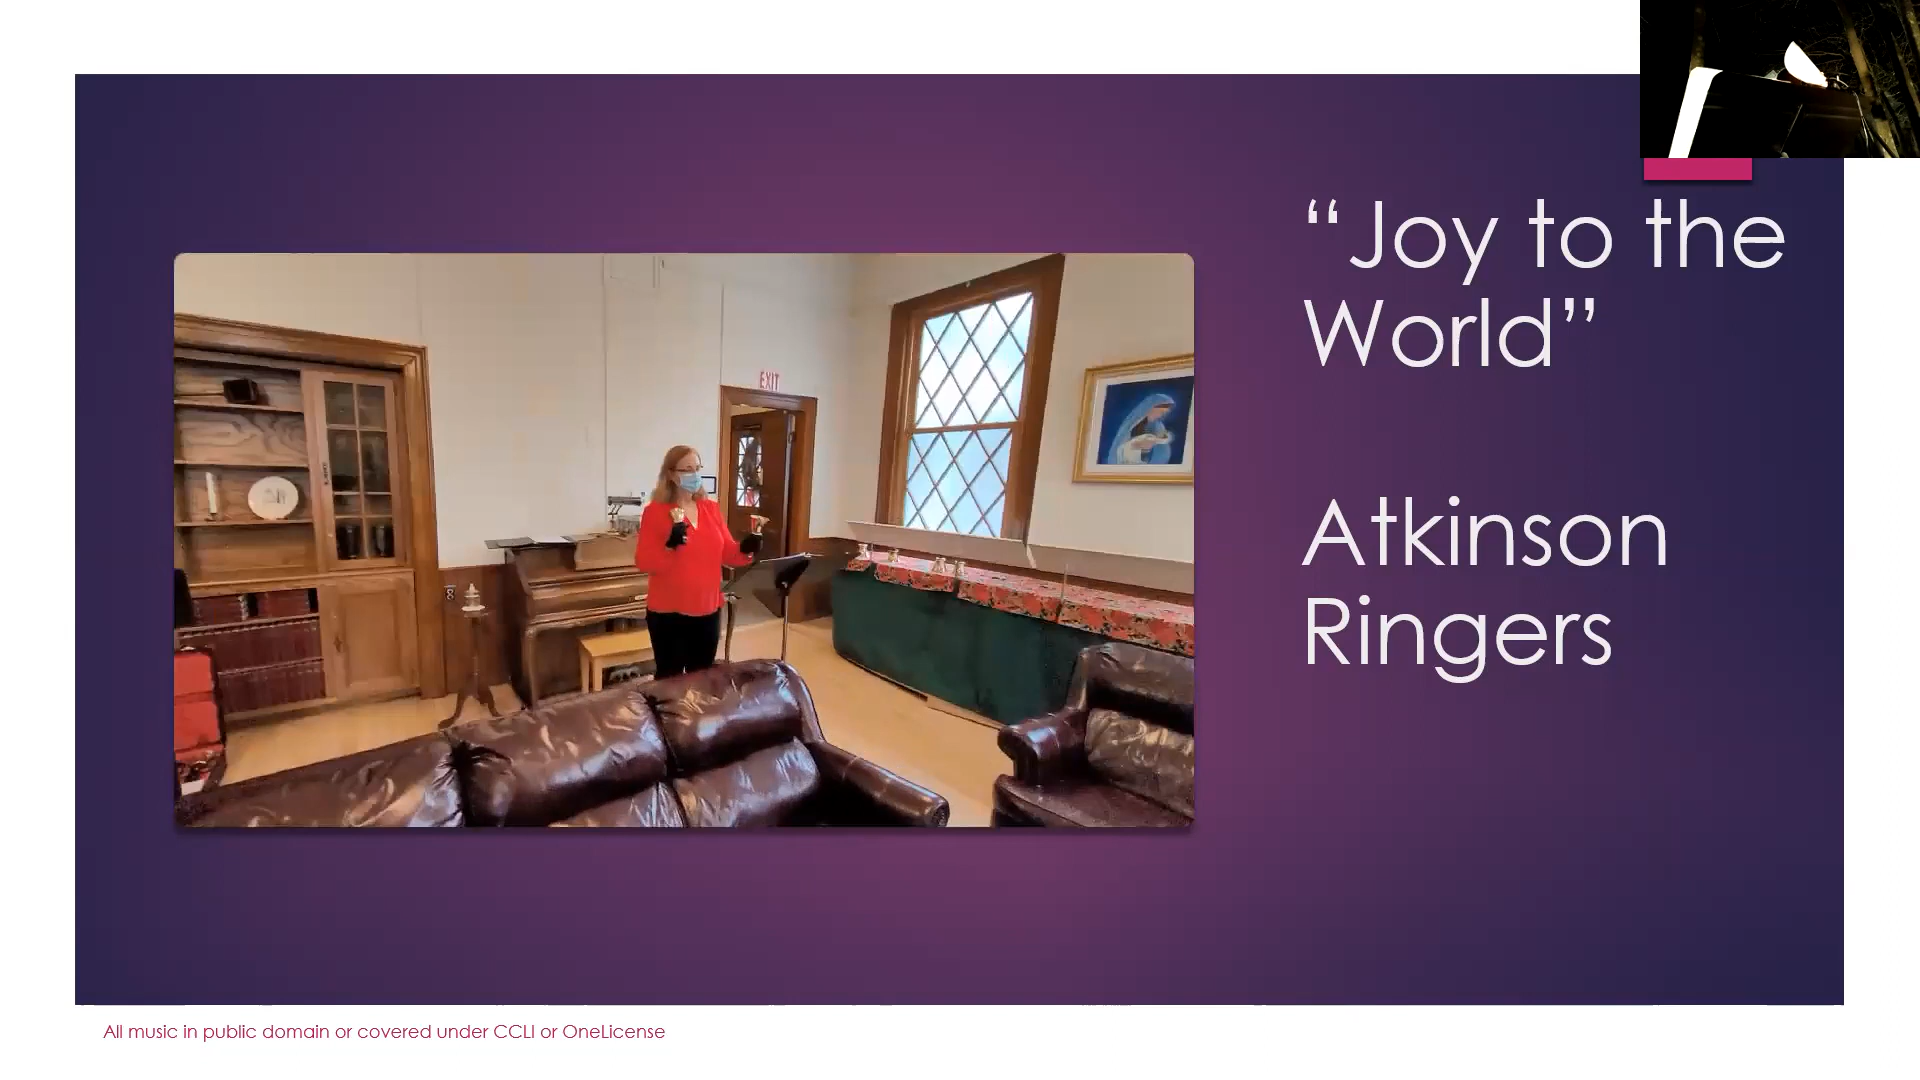 “Joy to the
World”
Atkinson
Ringers
EXIT
All music in public domain or covered under CCLI or OneLicense